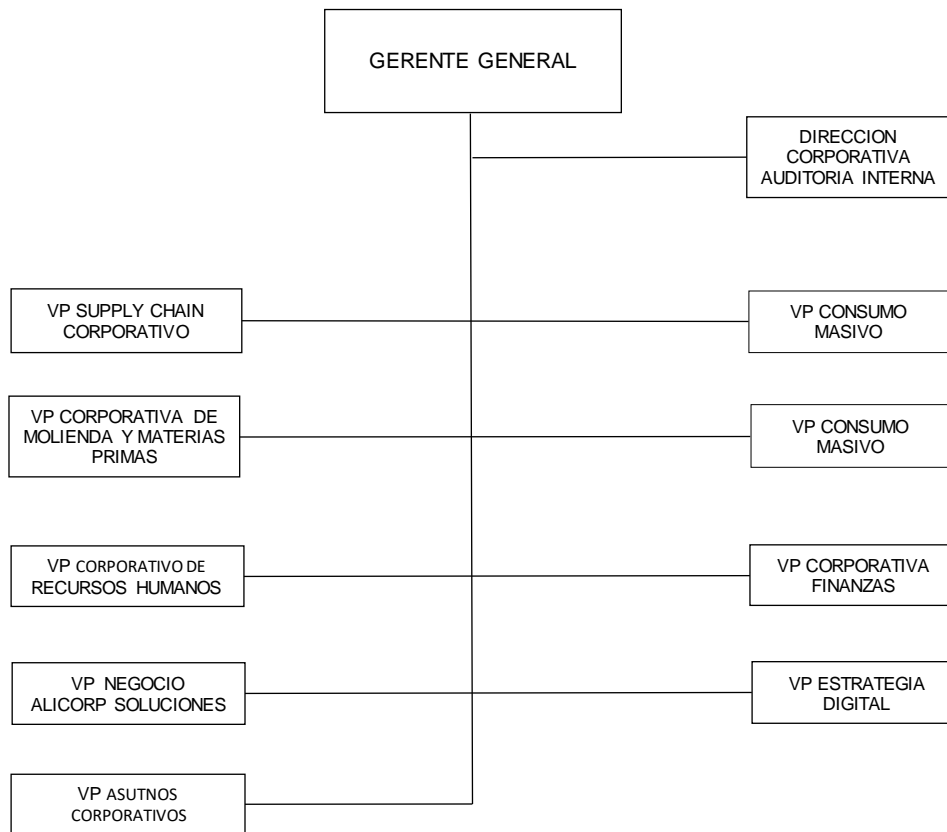 GERENTE GENERAL
DIRECCION
CORPORATIVA
AUDITORIA INTERNA
VP SUPPLY CHAIN
CORPORATIVO
VP CONSUMO
MASIVO
VP CORPORATIVA DE
MOLIENDA Y MATERIAS
PRIMAS
VP CONSUMO
MASIVO
VP CORPORATIVO DE
RECURSOS HUMANOS
VP CORPORATIVA
FINANZAS
VP NEGOCIO
ALICORP SOLUCIONES
VP ESTRATEGIA
DIGITAL
VP ASUTNOS
CORPORATIVOS